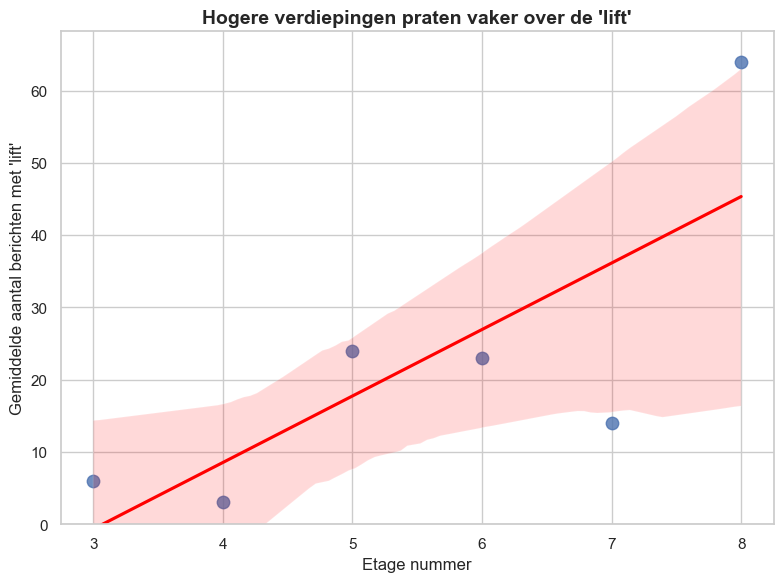 Hogere verdiepingen praten vaker over de 'lift'
Gemiddelde aantal berichten met 'lift'
60
50
40
30
20
10
0
3 4 5 6 7 8
Etage nummer